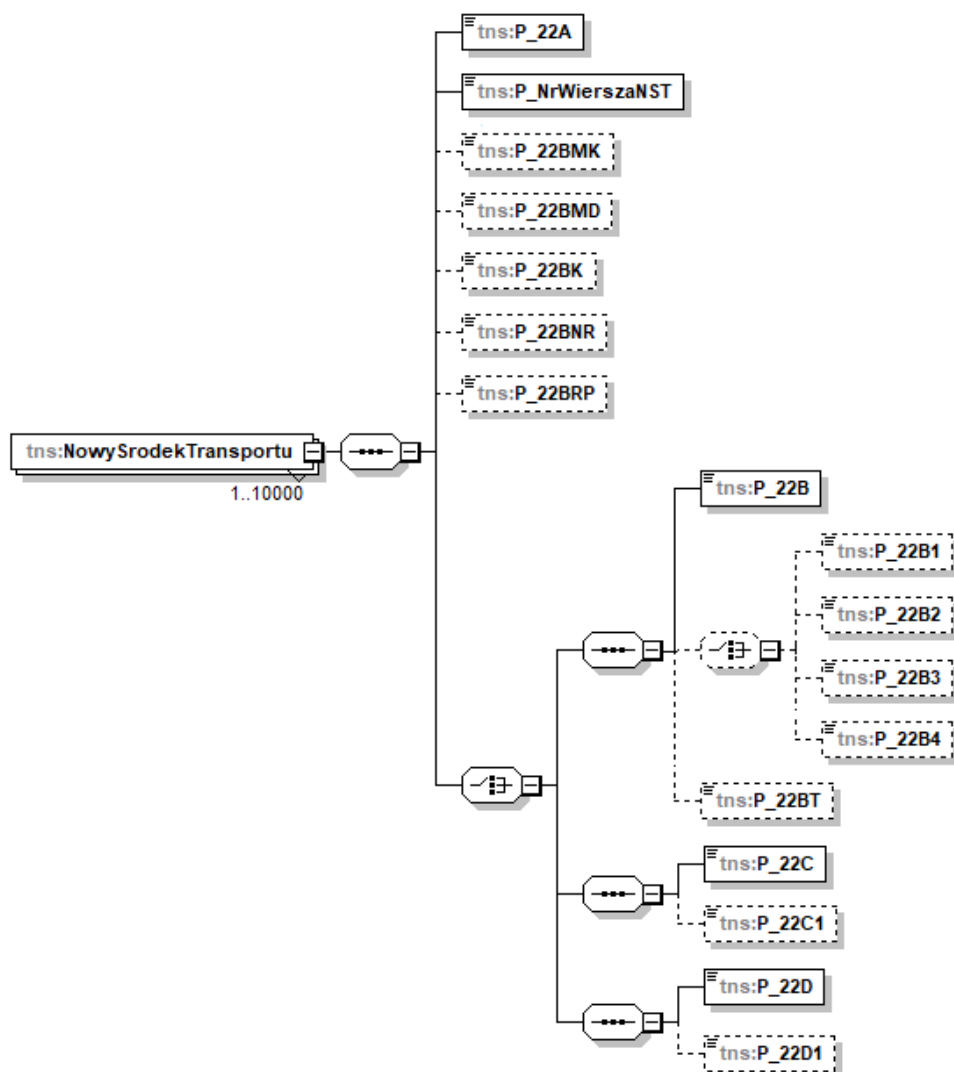 tns:P_22A
tns:P_NrWierszaNST
tns:P_22BMK
tns:P_22BMD
tns:P_22BK
tns:P_22BNR
tns:P_22BRP
tns:NowySrodekTransportu
1..10000
tns:P_22B
tns:P_22B1
tns:P_22B2
tns:P_22B3
tns:P_22B4
tns:P_22BT
tns:P_22C
tns:P_22C1
tns:P_22D
tns:P_22D1